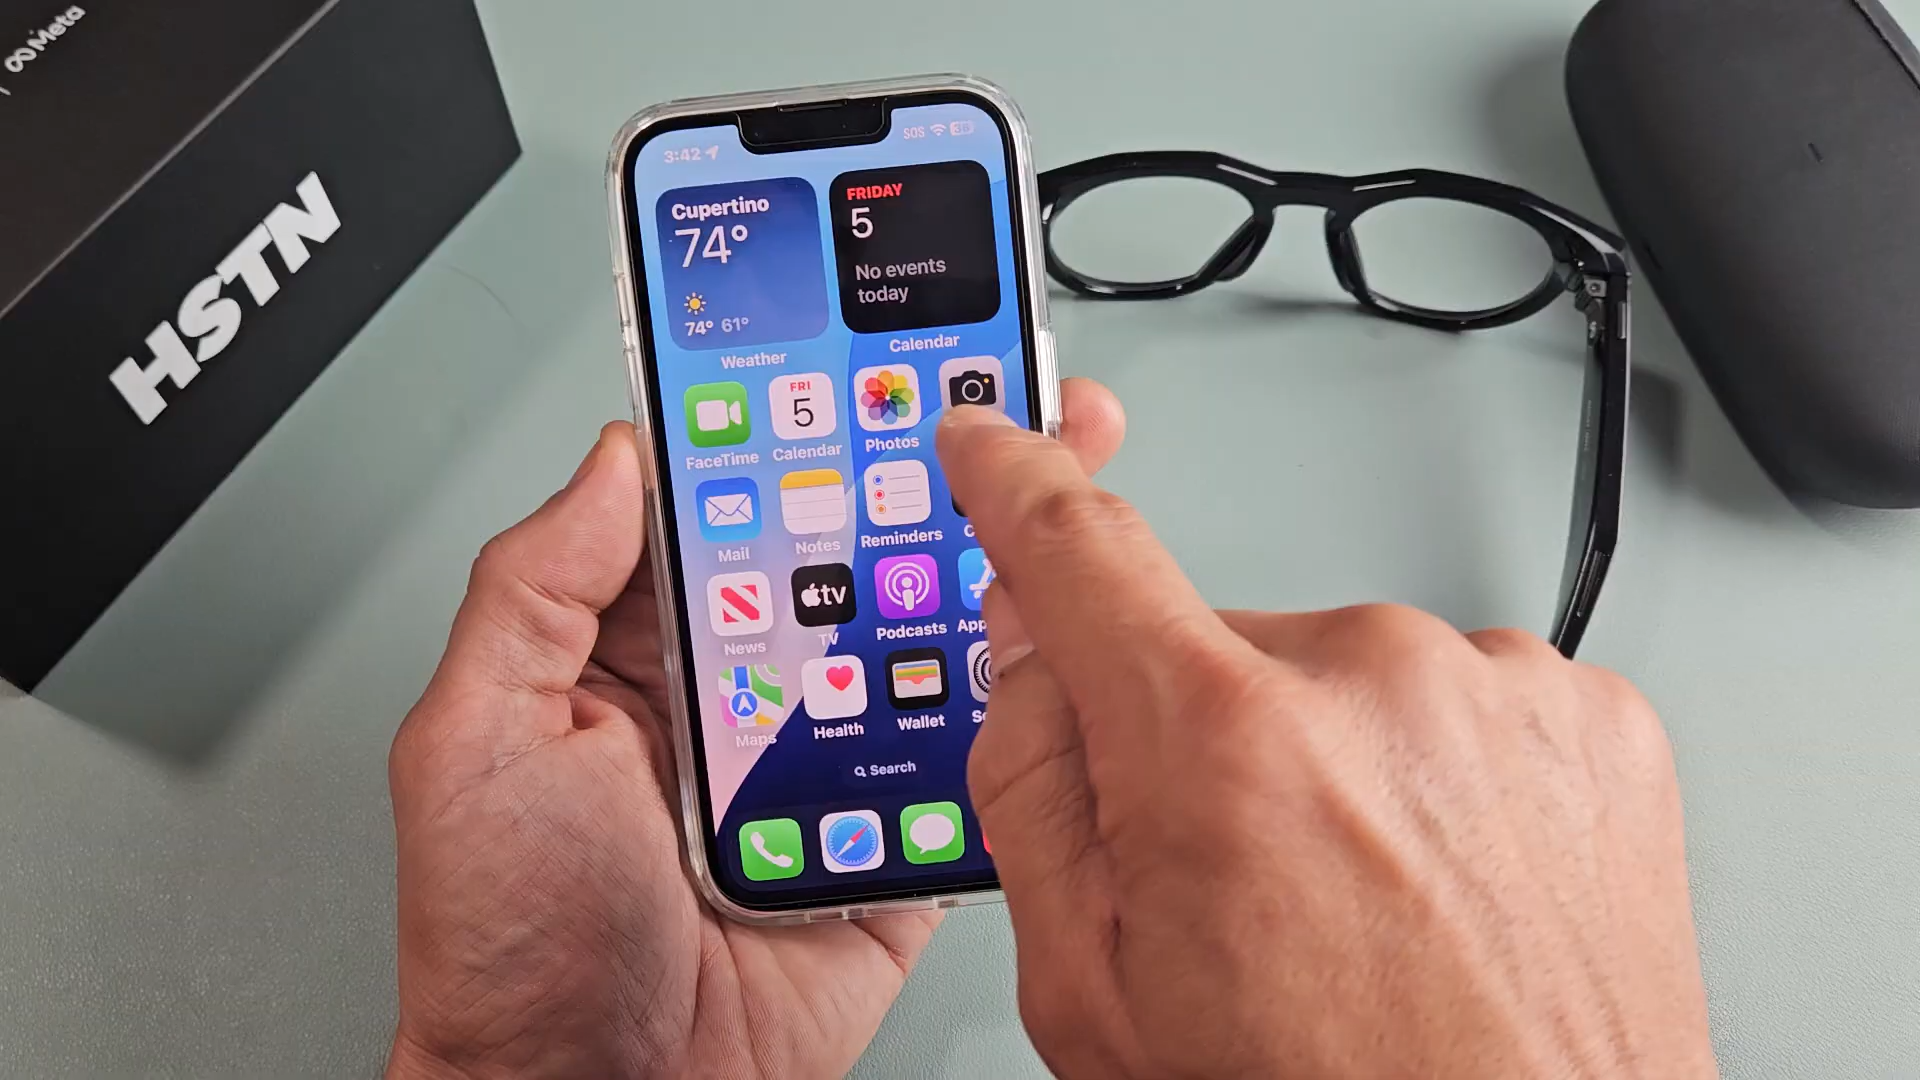 ∞ Meta
HSTN
3:42
SOS 36
Cupertino
74°
74° 61°
Weather
FRIDAY
5
No events
today
Calendar
FRI
5
FaceTime
Calendar
Photos
Mail
Notes
Reminders
tv
News
TV
Podcasts
App
Maps
Health
Wallet
Search